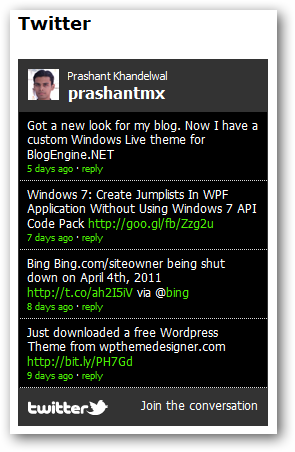 Twitter
Prashant Khandelwal
prashantmx
Got a new look for my blog. Now I have a
custom Windows Live theme for
BlogEngine.NET
5 days ago · reply
Windows 7: Create Jumplists In WPF
Application Without Using Windows 7 API
Code Pack http://goo.gl/fb/Zzg2u
7 days ago · reply
Bing Bing.com/siteowner being shut
down on April 4th, 2011
http://t.co/ah2I5lV via @bing
8 days ago · reply
Just downloaded a free Wordpress
Theme from wpthemedesigner.com
http://bit.ly/PH7Gd
9 days ago · reply
twitter Join the conversation